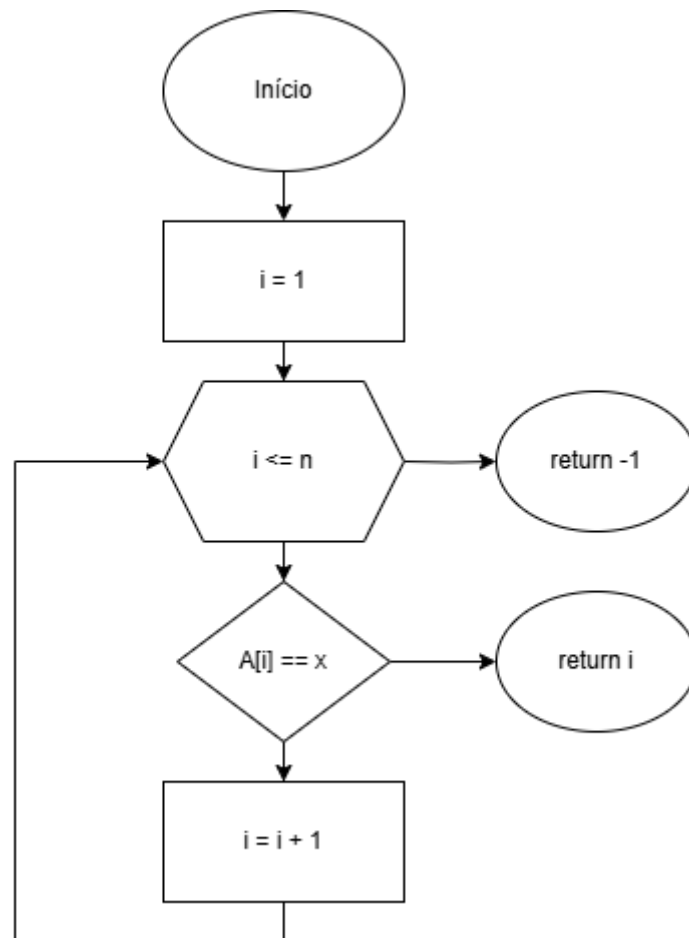 Início
i = 1
i <= n
return -1
A[i] == x
return i
i = i + 1